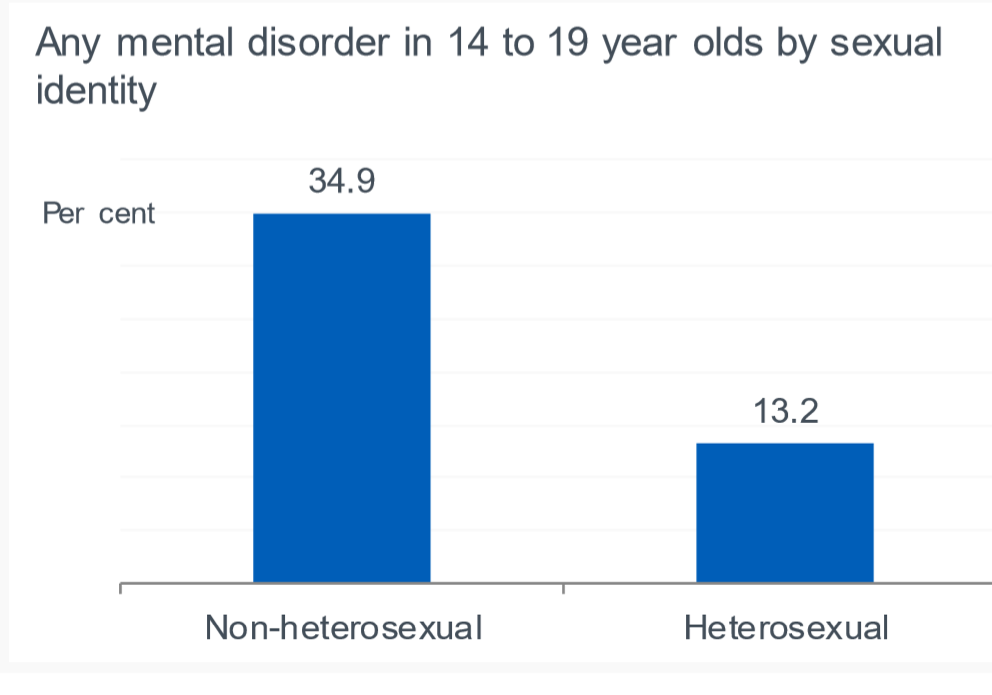 Any mental disorder in 14 to 19 year olds by sexual
identity
34.9
Per cent
13.2
Non-heterosexual
Heterosexual